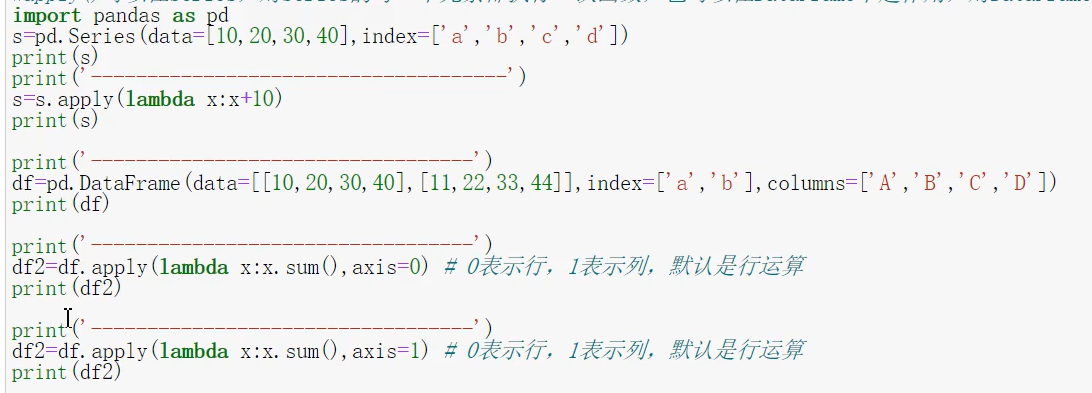 import pandas as pd
s=pd.Series(data=[10,20,30,40],index=['a','b','c','d'])
print(s)
print('-------------------------------------')
s=s.apply(lambda x:x+10)
print(s)
print('----------------------------------')
df=pd.DataFrame(data=[[10,20,30,40],[11,22,33,44]],index=['a','b'],columns=['A','B','C','D'])
print(df)
print('----------------------------------')
df2=df.apply(lambda x:x.sum(),axis=0) # 0表示行，1表示列，默认是行运算
print(df2)
print('----------------------------------')
df2=df.apply(lambda x:x.sum(),axis=1) # 0表示行，1表示列，默认是行运算
print(df2)